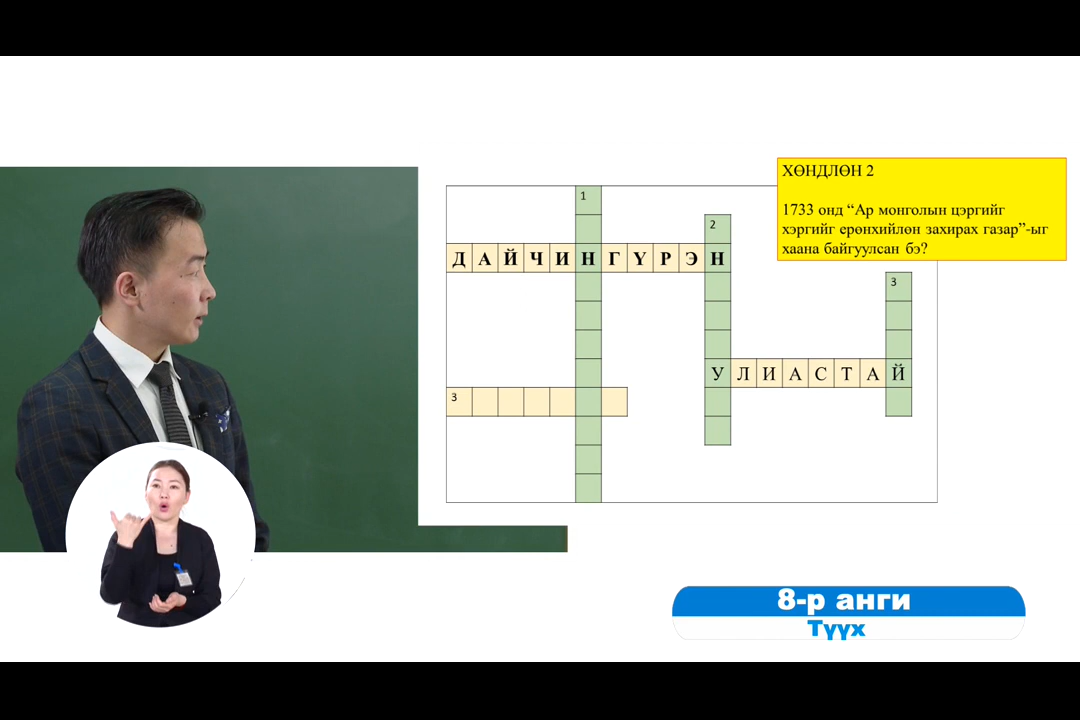 ХӨНДЛӨН 2
1733 онд “Ар монголын цэргийг
хэргийг ерөнхийлөн захирах газар”-ыг
хаана байгуулсан бэ?
1
2
ДАЙЧИНГҮРЭН
3
УЛИАСТАЙ
3
8-р анги
Түүх